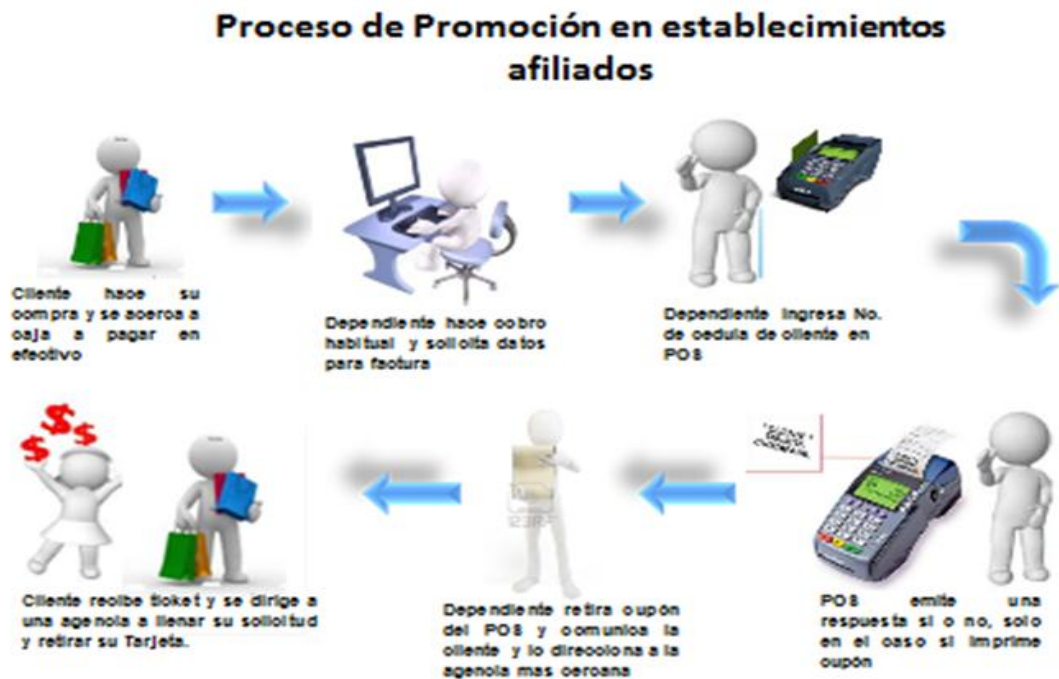 Proceso de Promoción en establecimientos
afiliados
Cliente hace su
compra y se acerca a
caja a pagar en
efectivo
Dependiente hace cobro
habitual y solicita datos
para factura
Dependiente ingresa No.
de cedula de cliente en
POS
POS emite una
respuesta si o no, solo
en el caso si imprime
cupón
Dependiente retira cupón
del POS y comunica la
cliente y lo direcciona a la
agencia mas cercana
123RF
Cliente recibe ticket y se dirige a
una agencia a llenar su solicitud
y retirar su Tarjeta.